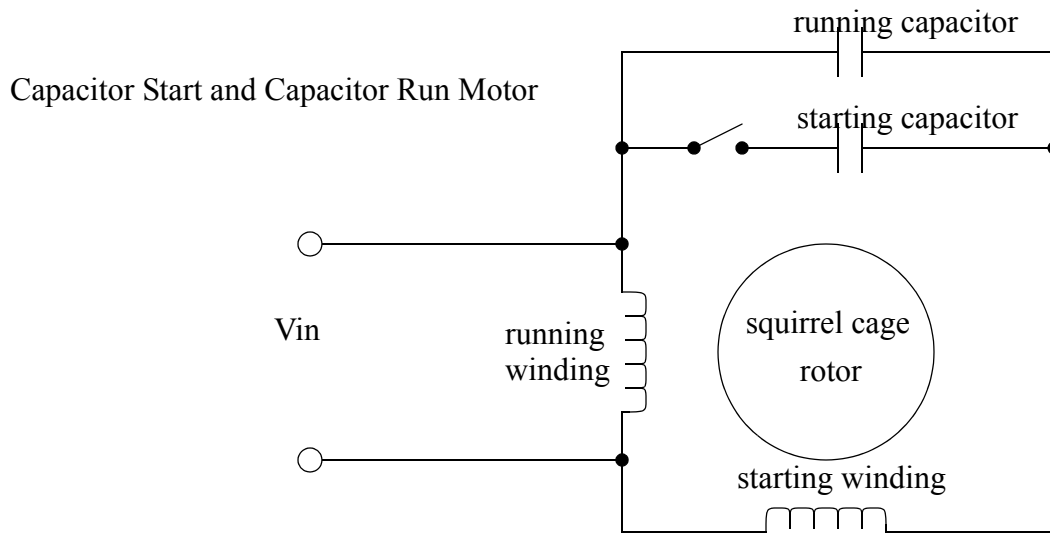 running capacitor
Capacitor Start and Capacitor Run Motor
starting capacitor
Vin
running
winding
squirrel cage
rotor
starting winding